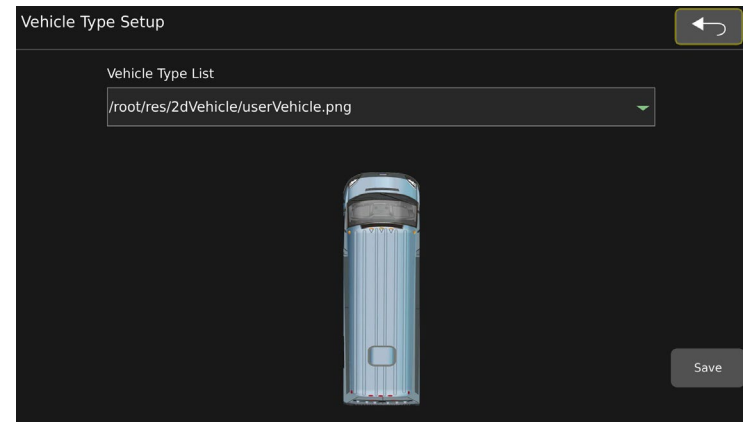 Vehicle Type Setup
Vehicle Type List
/root/res/2dVehicle/userVehicle.png
Save